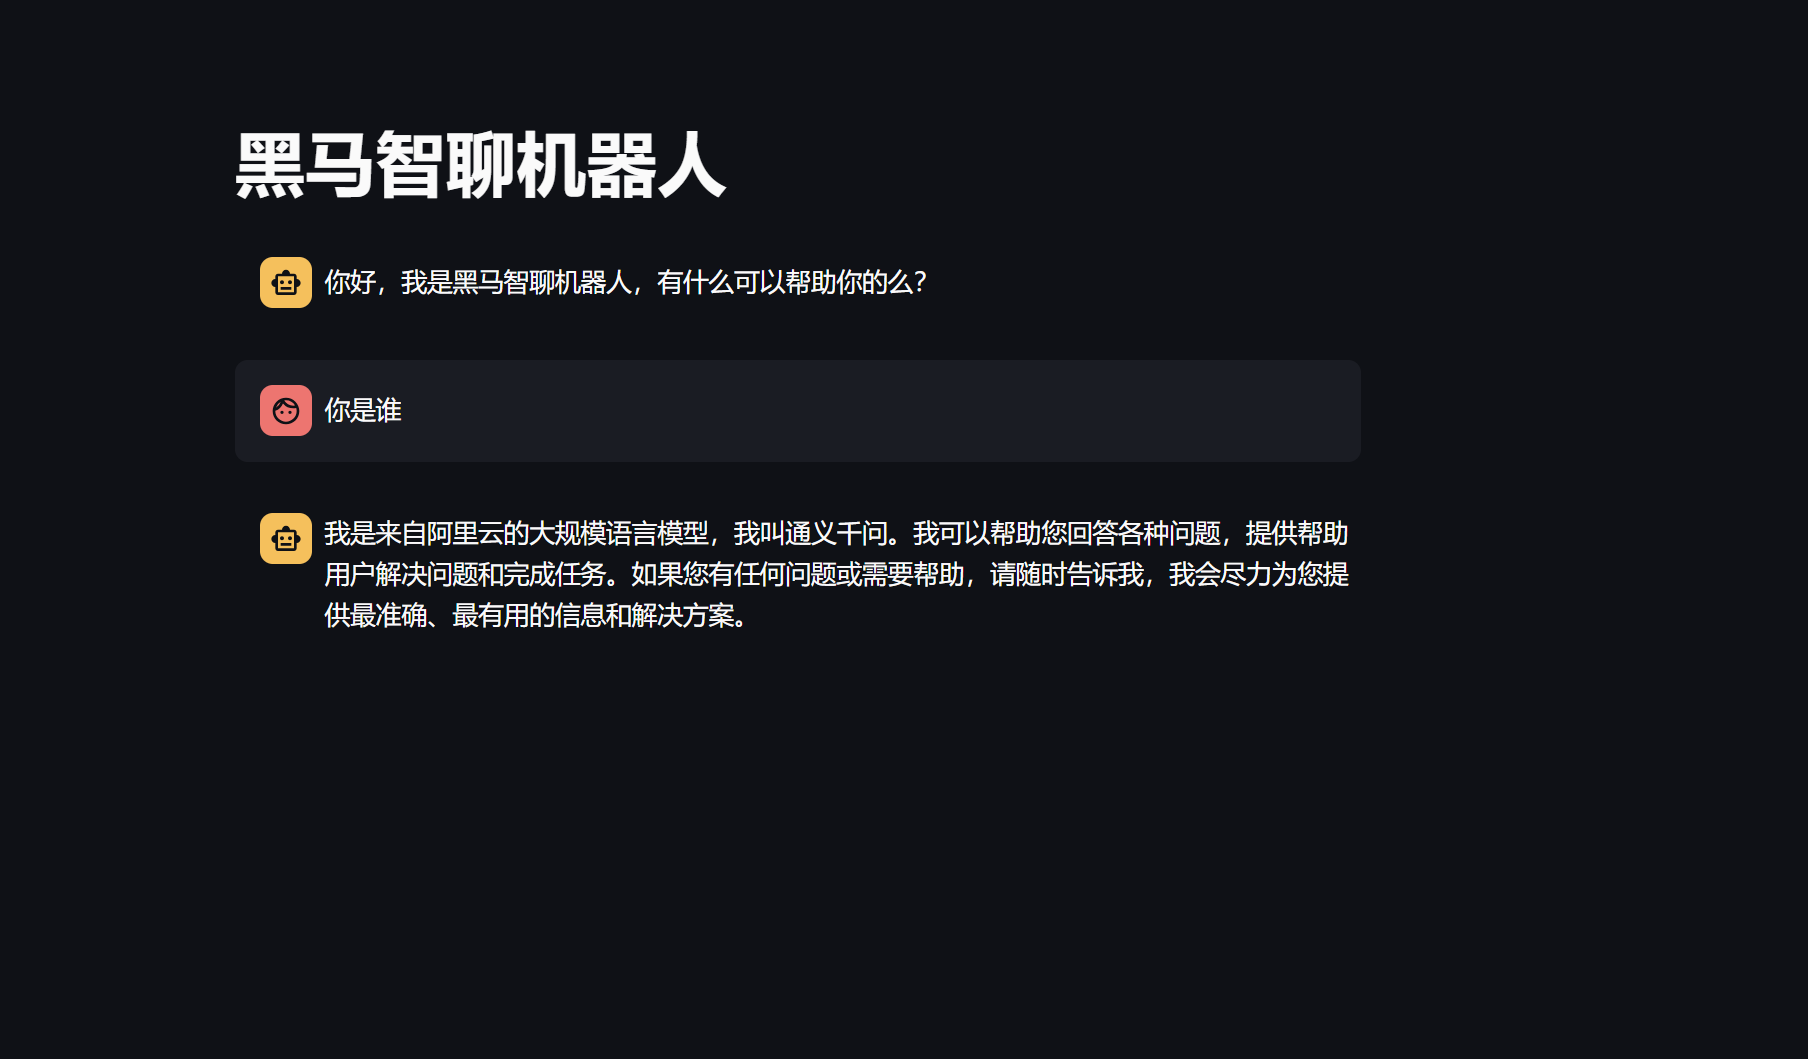 黑马智聊机器人
你好，我是黑马智聊机器人，有什么可以帮助你的么？
你是谁
我是来自阿里云的大规模语言模型，我叫通义千问。我可以帮助您回答各种问题，提供帮助
用户解决问题和完成任务。如果您有任何问题或需要帮助，请随时告诉我，我会尽力为您提
供最准确、最有用的信息和解决方案。